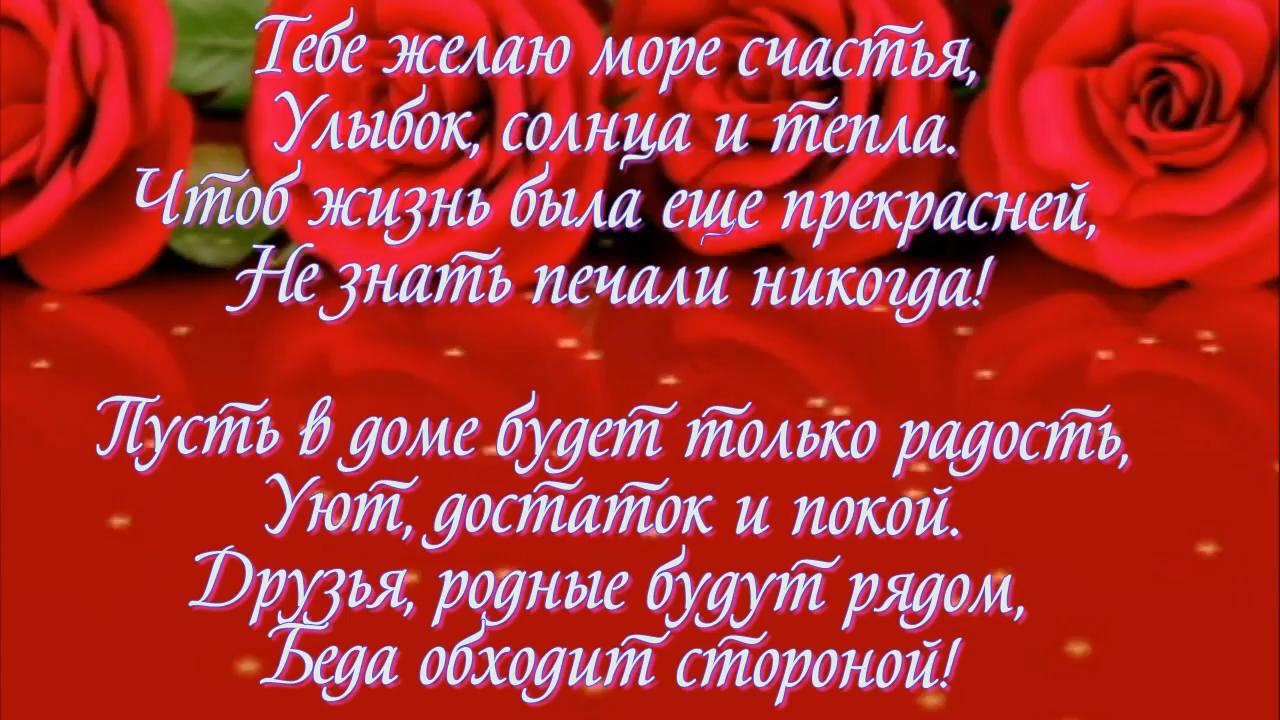 Тебе желаю море счастья,
Улыбок, солнца и тепла.
Чтоб жизнь была еще прекрасней,
Не знать печали никогда!
Пусть в доме будет только радость,
Уют, достаток и покой.
Друзья, родные будут рядом,
Беда обходит стороной!